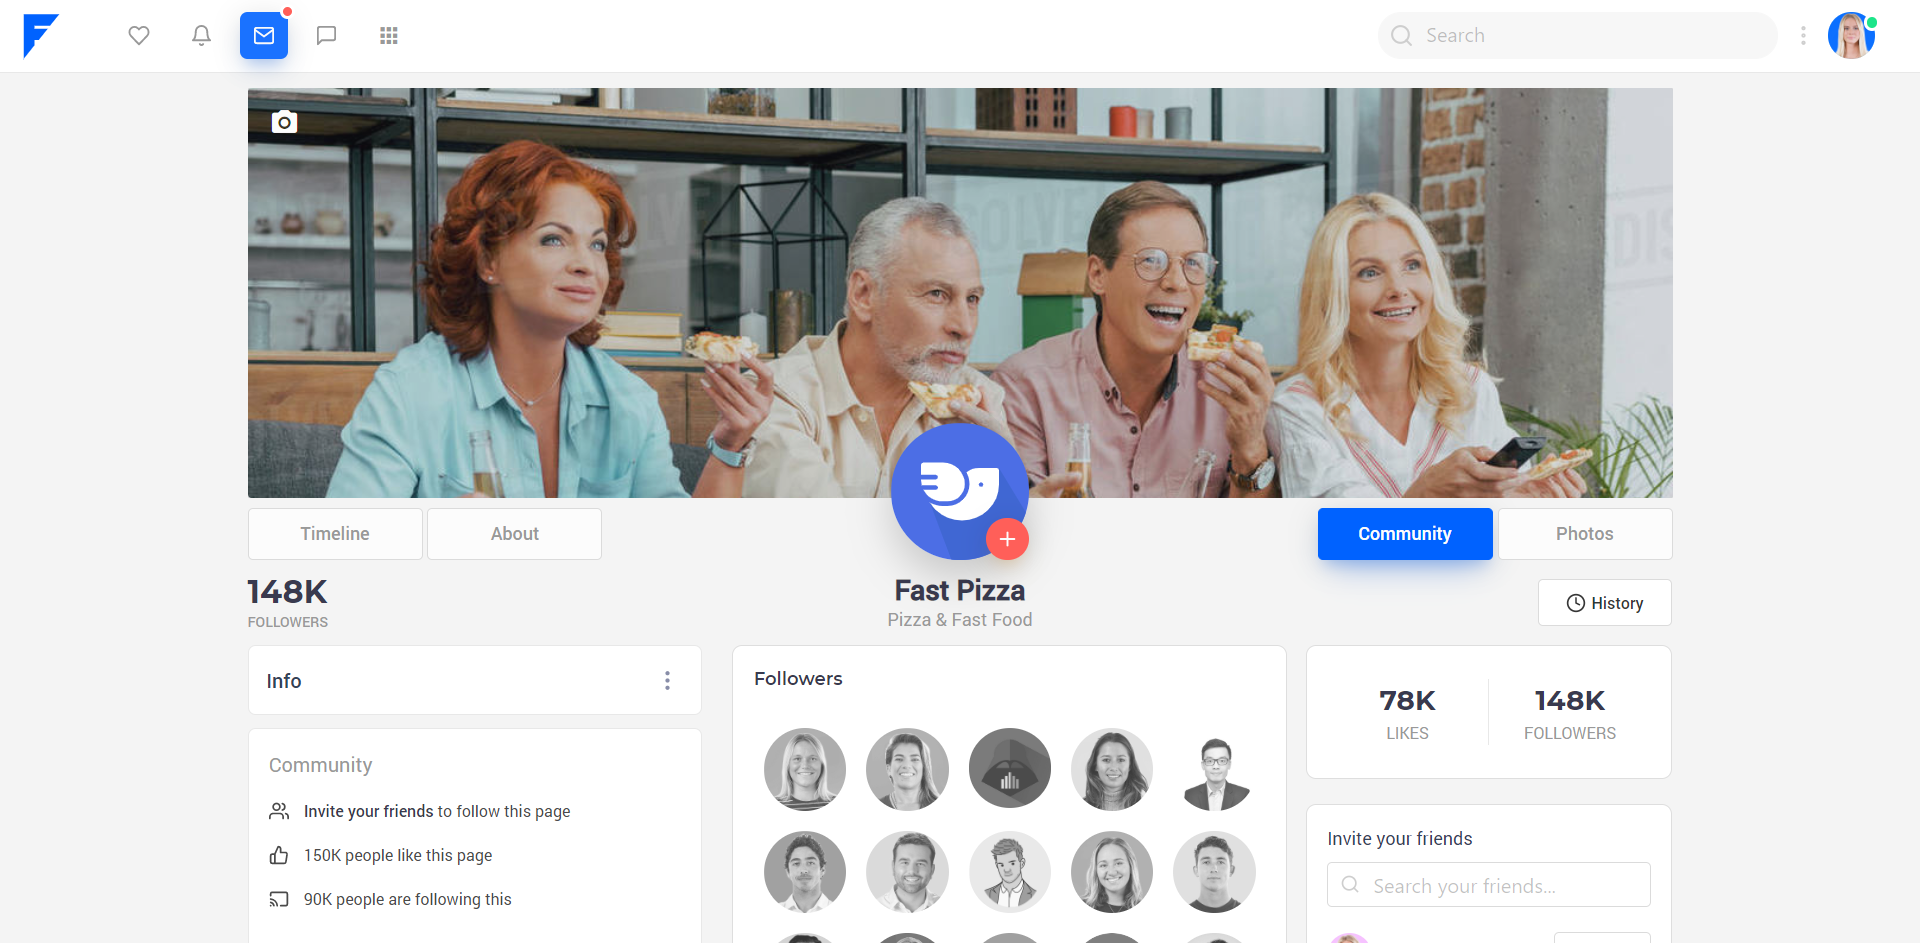 Search
Timeline
About
Community
Photos
148K
FOLLOWERS
Fast Pizza
Pizza & Fast Food
History
Info
Community
Invite your friends to follow this page
150K people like this page
90K people are following this
Followers
78K
LIKES
148K
FOLLOWERS
Invite your friends
Search your friends...